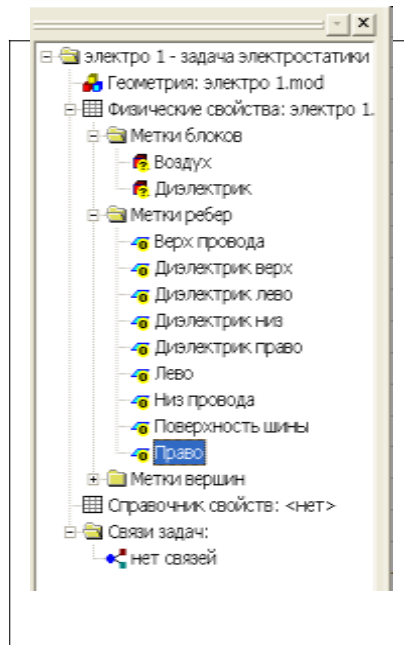 электро 1 - задача электростатики
Геометрия: электро 1.mod
Физические свойства: электро 1.
Метки блоков
Воздух
Диэлектрик
Метки ребер
Верх провода
Диэлектрик верх
Диэлектрик лево
Диэлектрик низ
Диэлектрик право
Лево
Низ провода
Поверхность шины
Право
Метки вершин
Справочник свойств: <нет>
Связи задач:
нет связей